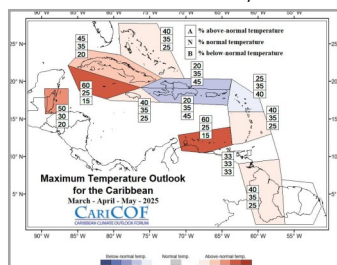 A % above-normal temperature
N % normal temperature
B % below-normal temperature
45
35
20
40
35
25
60
25
15
50
30
20
40
35
25
20
35
45
20
35
45
25
35
40
40
35
25
60
25
15
33
33
33
40
35
25
Maximum Temperature Outlook
for the Caribbean
March - April - May - 2025
CARICOF
CARIBBEAN CLIMATE OUTLOOK FORUM
25°N
20°N
15°N
10°N
5°N
0°
90°W 85°W 80°W 75°W 70°W 65°W 60°W 55°W
Below-normal temp. Normal temp. Above-normal temp.